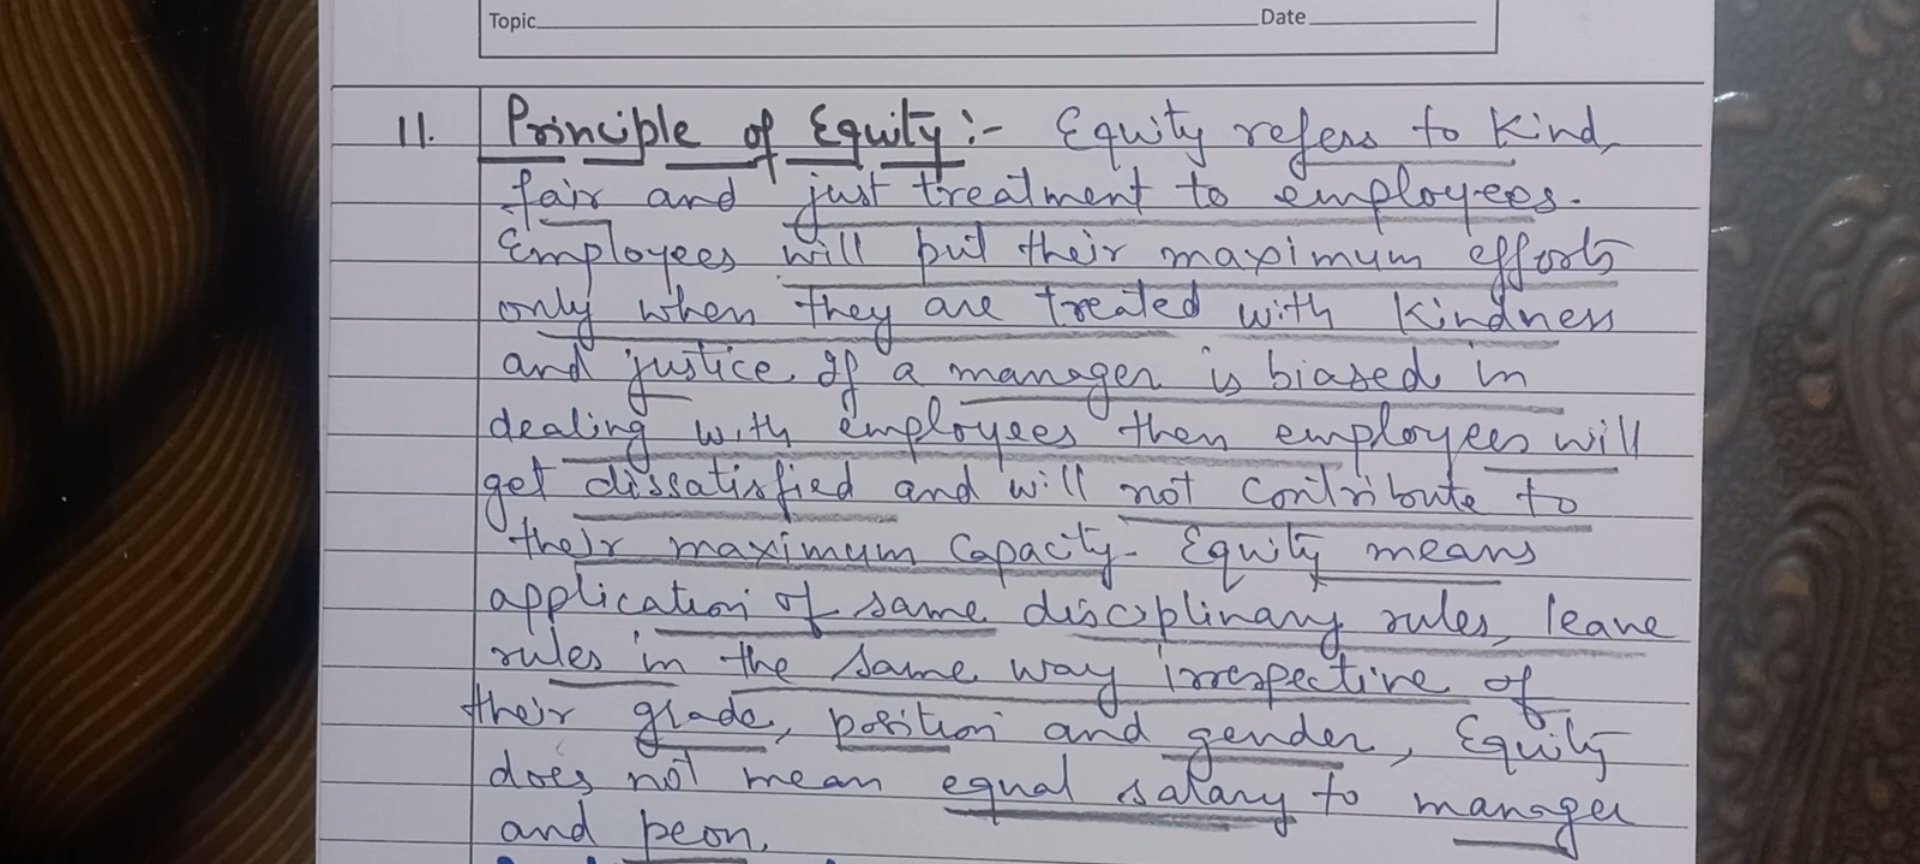 Topic Date
11. Principle of Equity:- Equity refers to kind,
fair and just treatment to employees.
Employees will put their maximum efforts
only when they are treated with kindness
and justice. If a manager is biased in
dealing with employees then employees will
get dissatisfied and will not contribute to
their maximum capacity. Equity means
application of same discplinary rules, leave
rules in the same way irrespective of
their grade, position and gender, Equity
does not mean equal salary to manager
and peon.